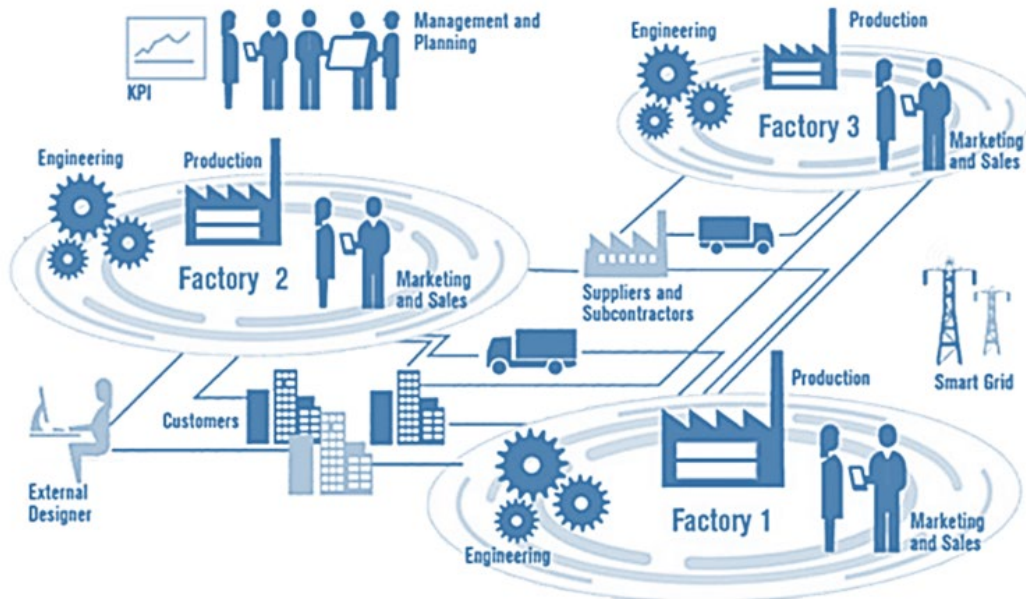 Management and
Planning
KPI
Engineering
Production
Factory 3
Marketing
and Sales
Engineering
Production
Factory 2
Marketing
and Sales
Suppliers and
Subcontractors
Smart Grid
Customers
External
Designer
Production
Factory 1
Engineering
Marketing
and Sales